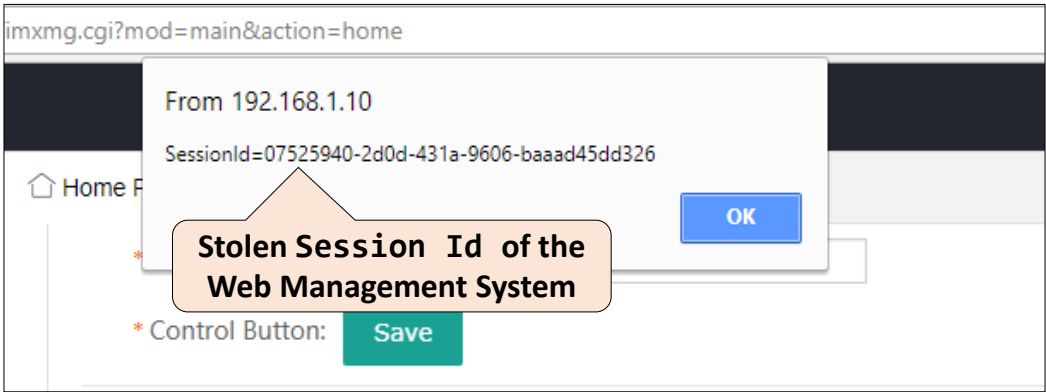 imxmg.cgi?mod=main&action=home
From 192.168.1.10
SessionId=07525940-2d0d-431a-9606-baaad45dd326
Home
OK
Stolen Session Id of the
Web Management System
*
* Control Button: Save